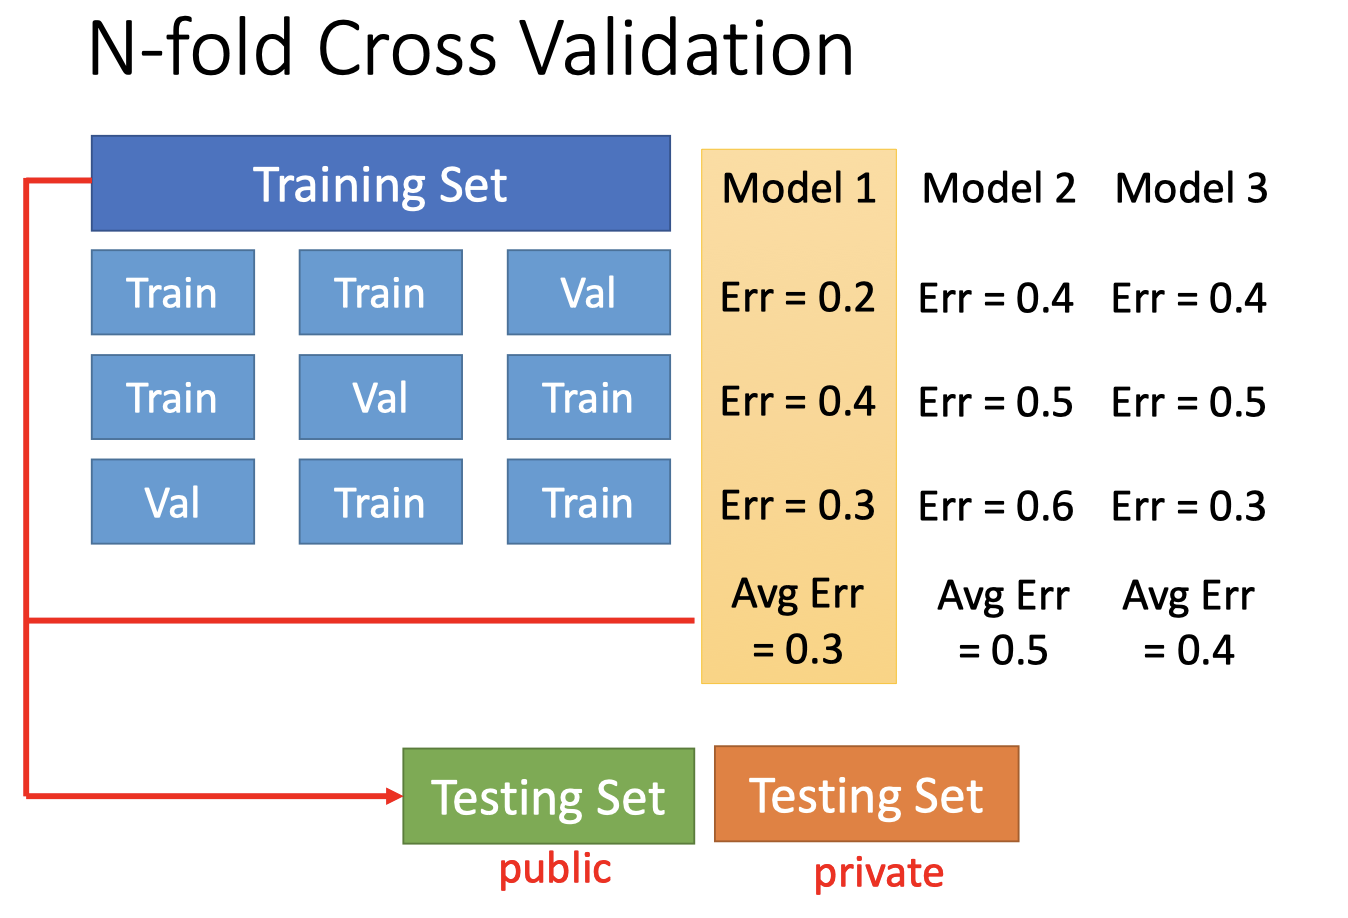 N-fold Cross Validation
Training Set
Model 1 Model 2 Model 3
Train Train Val
Err = 0.2 Err = 0.4 Err = 0.4
Train Val Train
Err = 0.4 Err = 0.5 Err = 0.5
Val Train Train
Err = 0.3 Err = 0.6 Err = 0.3
Avg Err Avg Err Avg Err
= 0.3 = 0.5 = 0.4
Testing Set Testing Set
public private